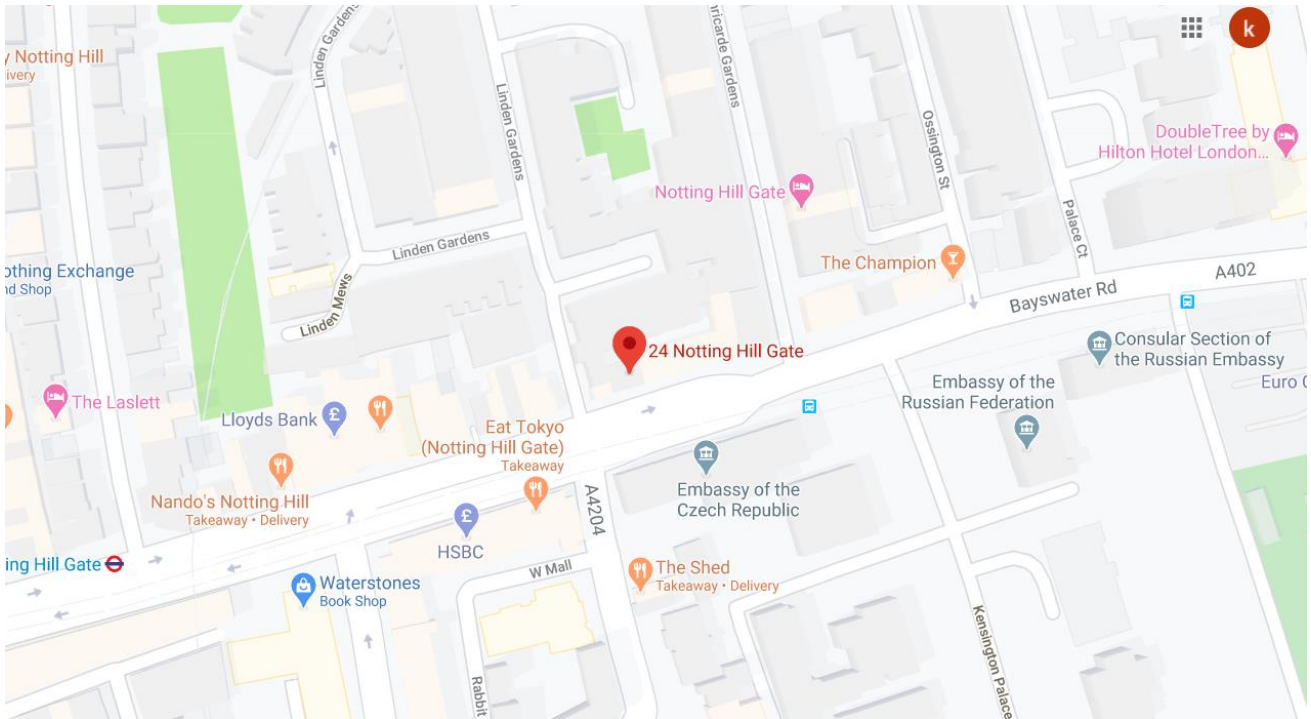 y Notting Hill
ivery
Linden Gardens
Linden Gardens
nricarde Gardens
k
DoubleTree by
Hilton Hotel London...
Ossington St
Notting Hill Gate
Palace Ct
Linden Gardens
othing Exchange
nd Shop
The Champion
A402
Bayswater Rd
Linden Mews
24 Notting Hill Gate
Consular Section of
the Russian Embassy
Embassy of the
Russian Federation
Euro
The Laslett
Lloyds Bank
Eat Tokyo
(Notting Hill Gate)
Takeaway
Nando's Notting Hill
Takeaway • Delivery
A4204
Embassy of the
Czech Republic
HSBC
ing Hill Gate
W Mall
The Shed
Takeaway • Delivery
Waterstones
Book Shop
Kensington Palace
Rabbit